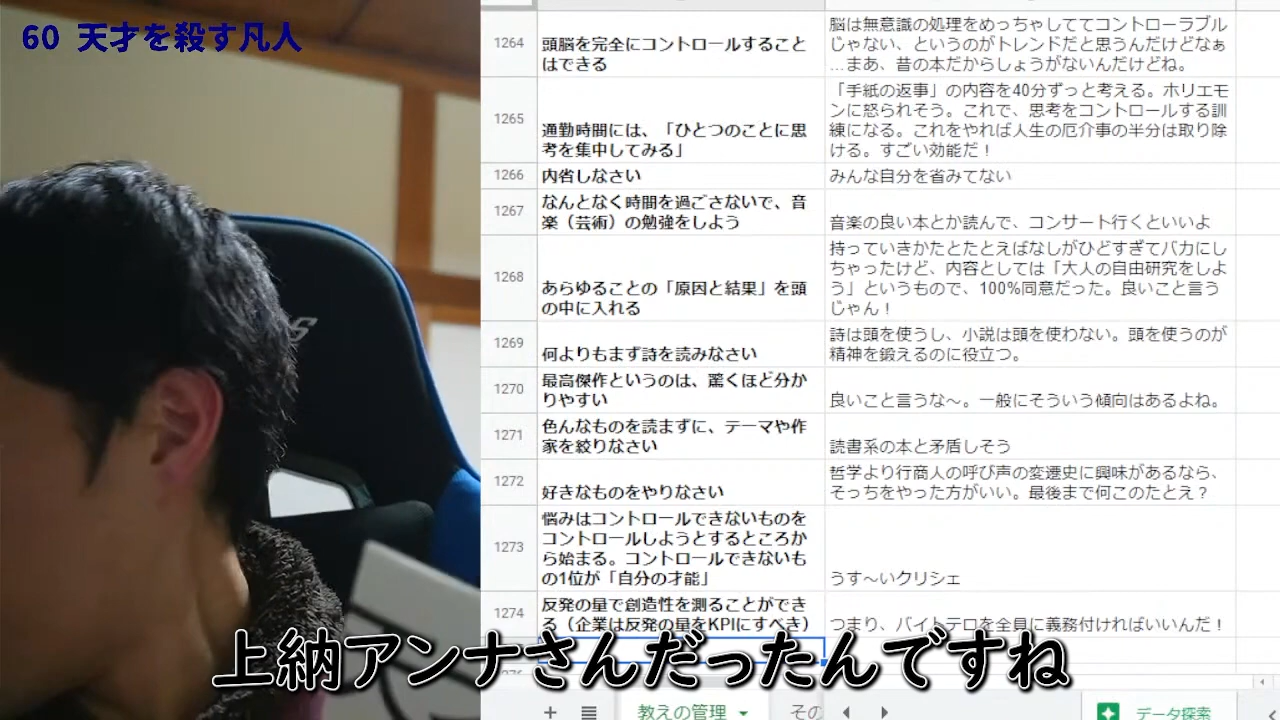 60 天才を殺す凡人
1264
頭脳を完全にコントロールすること
はできる
脳は無意識の処理をめっちゃしててコントローラブル
じゃない、というのがトレンドだと思うんだけどなぁ
…まあ、昔の本だからしょうがないんだけどね。
1265
通勤時間には、「ひとつのことに思
考を集中してみる」
「手紙の返事」の内容を40分ずっと考える。ホリエモ
ンに怒られそう。これで、思考をコントロールする訓
練になる。これをやれば人生の厄介事の半分は取り除
ける。すごい効能だ！
1266
内省しなさい
みんな自分を省みてない
1267
なんとなく時間を過ごさないで、音
楽（芸術）の勉強をしよう
音楽の良い本とか読んで、コンサート行くといいよ
1268
あらゆることの「原因と結果」を頭
の中に入れる
持っていきかたとたとえばなしがひどすぎてバカにし
ちゃったけど、内容としては「大人の自由研究をしよ
う」というもので、100%同意だった。良いこと言う
じゃん！
1269
何よりもまず詩を読みなさい
詩は頭を使うし、小説は頭を使わない。頭を使うのが
精神を鍛えるのに役立つ。
1270
最高傑作というのは、驚くほど分か
りやすい
良いこと言うな～。一般にそういう傾向はあるよね。
1271
色んなものを読まずに、テーマや作
家を絞りなさい
読書系の本と矛盾しそう
1272
好きなものをやりなさい
哲学より行商人の呼び声の変遷史に興味があるなら、
そっちをやった方がいい。最後まで何このたとえ？
1273
悩みはコントロールできないものを
コントロールしようとするところか
ら始まる。コントロールできないも
の1位が「自分の才能」
うす～いクリシェ
1274
反発の量で創造性を測ることができ
る（企業は反発の量をKPIにすべき）
つまり、バイトテロを全員に義務付ければいいんだ！
上納アンナさんだったんですね
教えの管理
その
データ探索